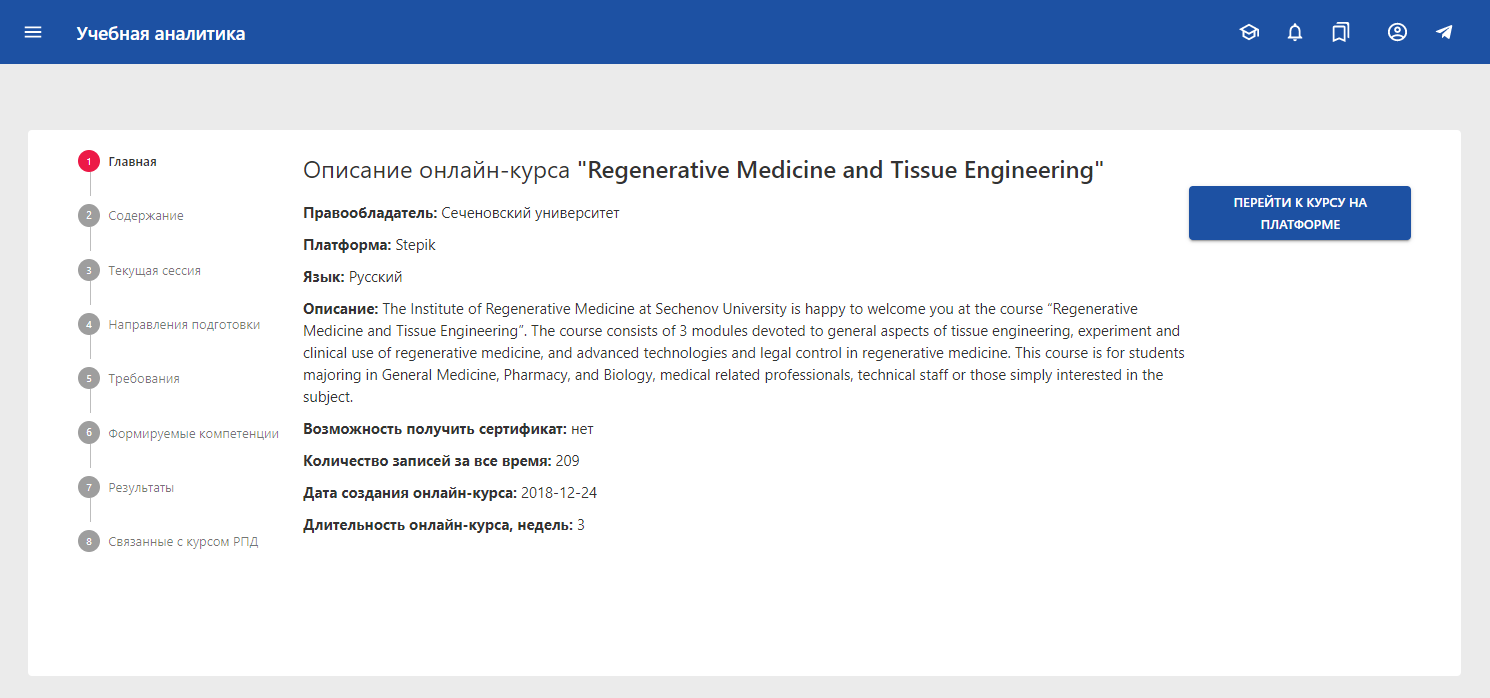 Учебная аналитика
1 Главная
2 Содержание
3 Текущая сессия
4 Направления подготовки
5 Требования
6 Формируемые компетенции
7 Результаты
8 Связанные с курсом РПД
Описание онлайн-курса "Regenerative Medicine and Tissue Engineering"
ПЕРЕЙТИ К КУРСУ НА
ПЛАТФОРМЕ
Правообладатель: Сеченовский университет
Платформа: Stepik
Язык: Русский
Описание: The Institute of Regenerative Medicine at Sechenov University is happy to welcome you at the course “Regenerative
Medicine and Tissue Engineering”. The course consists of 3 modules devoted to general aspects of tissue engineering, experiment and
clinical use of regenerative medicine, and advanced technologies and legal control in regenerative medicine. This course is for students
majoring in General Medicine, Pharmacy, and Biology, medical related professionals, technical staff or those simply interested in the
subject.
Возможность получить сертификат: нет
Количество записей за все время: 209
Дата создания онлайн-курса: 2018-12-24
Длительность онлайн-курса, недель: 3